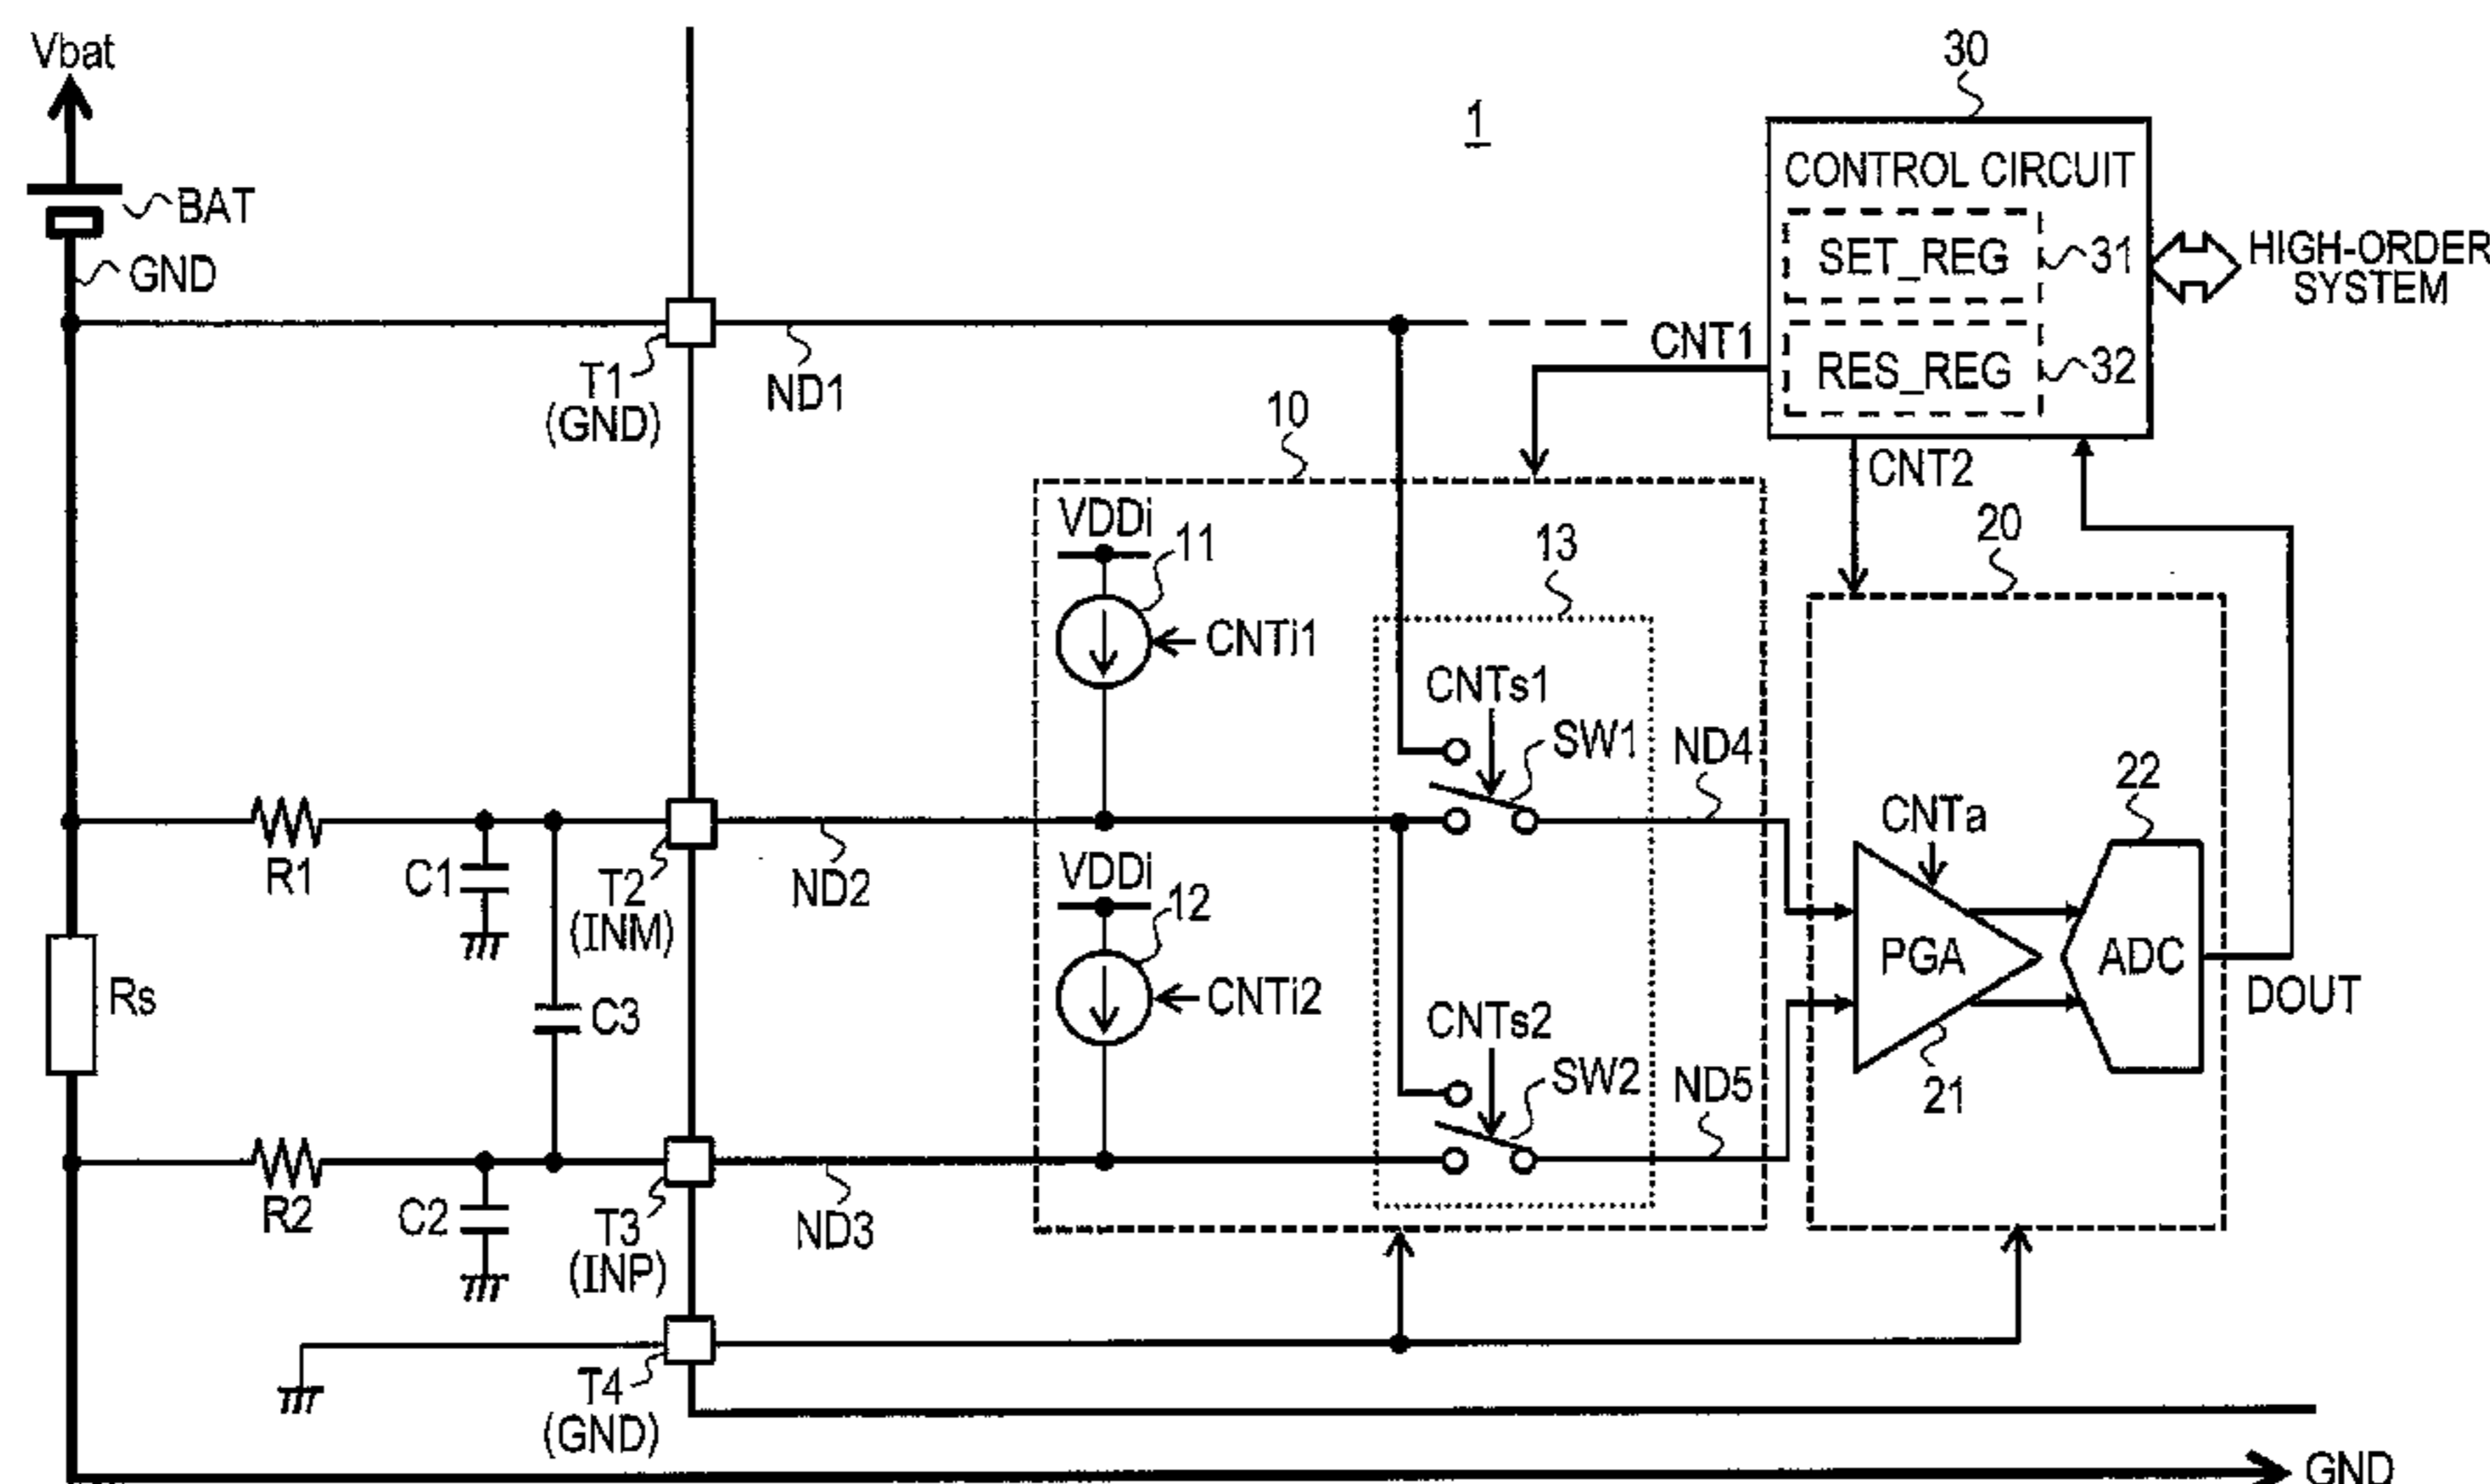 Vbat
BAT
GND
T1
(GND)
ND1
1
30
CONTROL CIRCUIT
SET_REG
31
RES_REG
32
HIGH-ORDER
SYSTEM
CNT1
CNT2
10
VDDi
11
CNTi1
13
CNTs1
SW1
ND4
20
22
CNTa
PGA
21
ADC
DOUT
R1
C1
T2
(INM)
ND2
VDDi
12
CNTi2
CNTs2
SW2
ND5
Rs
C3
R2
C2
T3
(INP)
ND3
T4
(GND)
GND